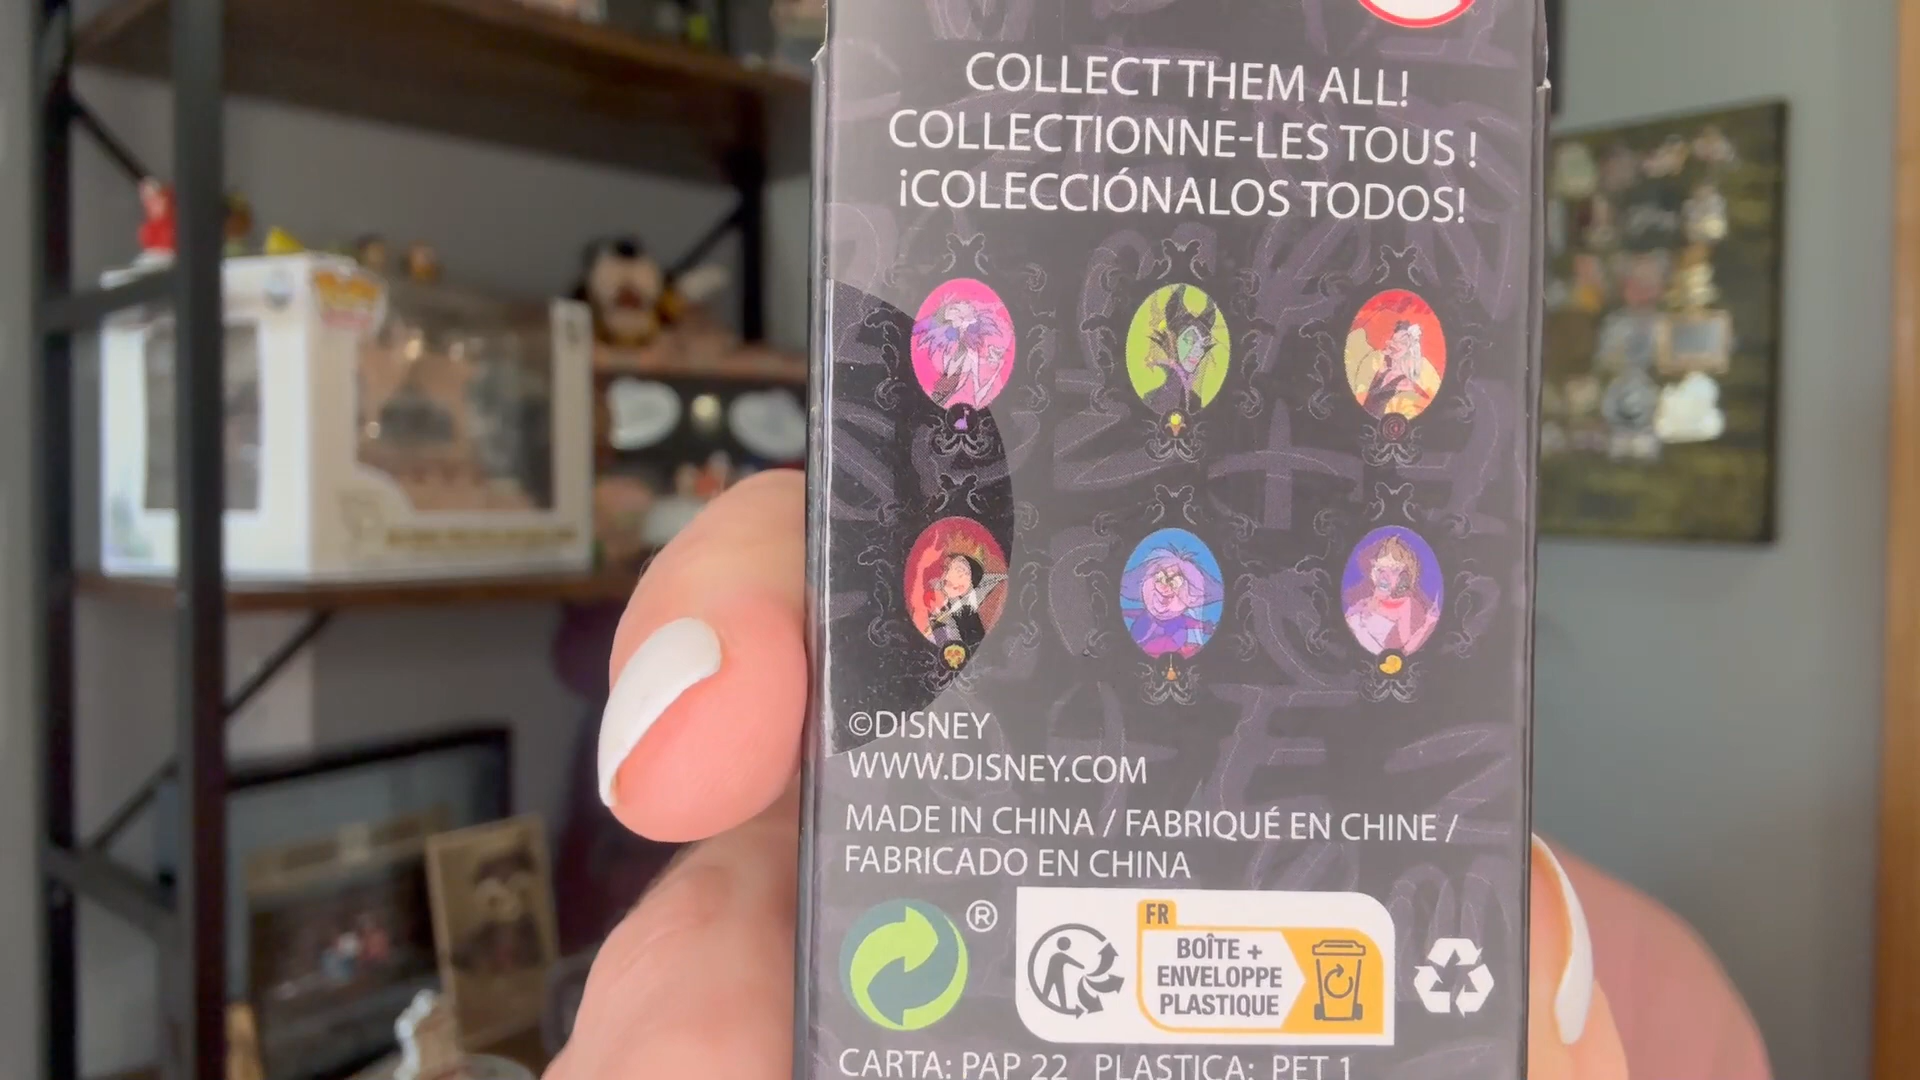 COLLECT THEM ALL!
COLLECTIONNE-LES TOUS !
¡COLECCIÓNALOS TODOS!
©DISNEY
WWW.DISNEY.COM
MADE IN CHINA / FABRIQUÉ EN CHINE /
FABRICADO EN CHINA
®
FR
BOÎTE +
ENVELOPPE
PLASTIQUE
CARTA: PAP 22 PLASTICA: PET 1